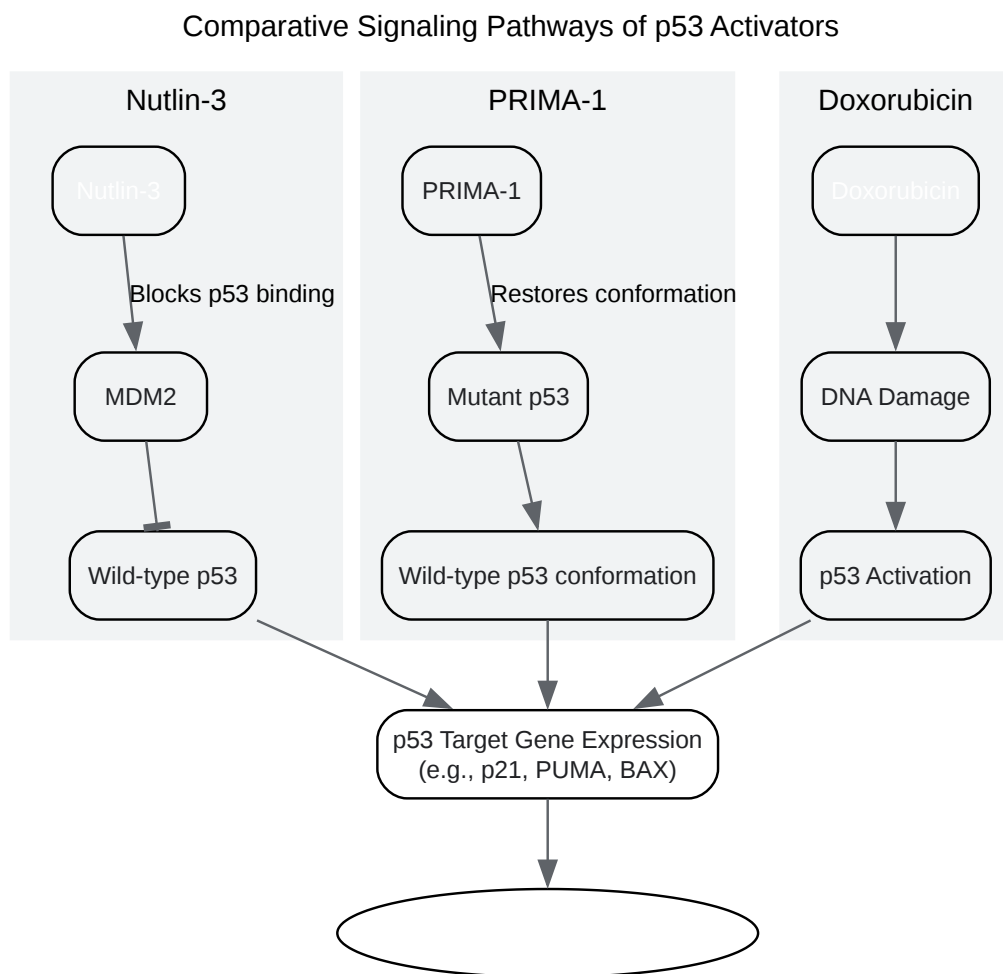 Comparative Signaling Pathways of p53 Activators
Nutlin-3
PRIMA-1
Doxorubicin
Nutlin-3
PRIMA-1
Doxorubicin
Blocks p53 binding
Restores conformation
MDM2
Mutant p53
DNA Damage
Wild-type p53
Wild-type p53 conformation
p53 Activation
p53 Target Gene Expression
(e.g., p21, PUMA, BAX)